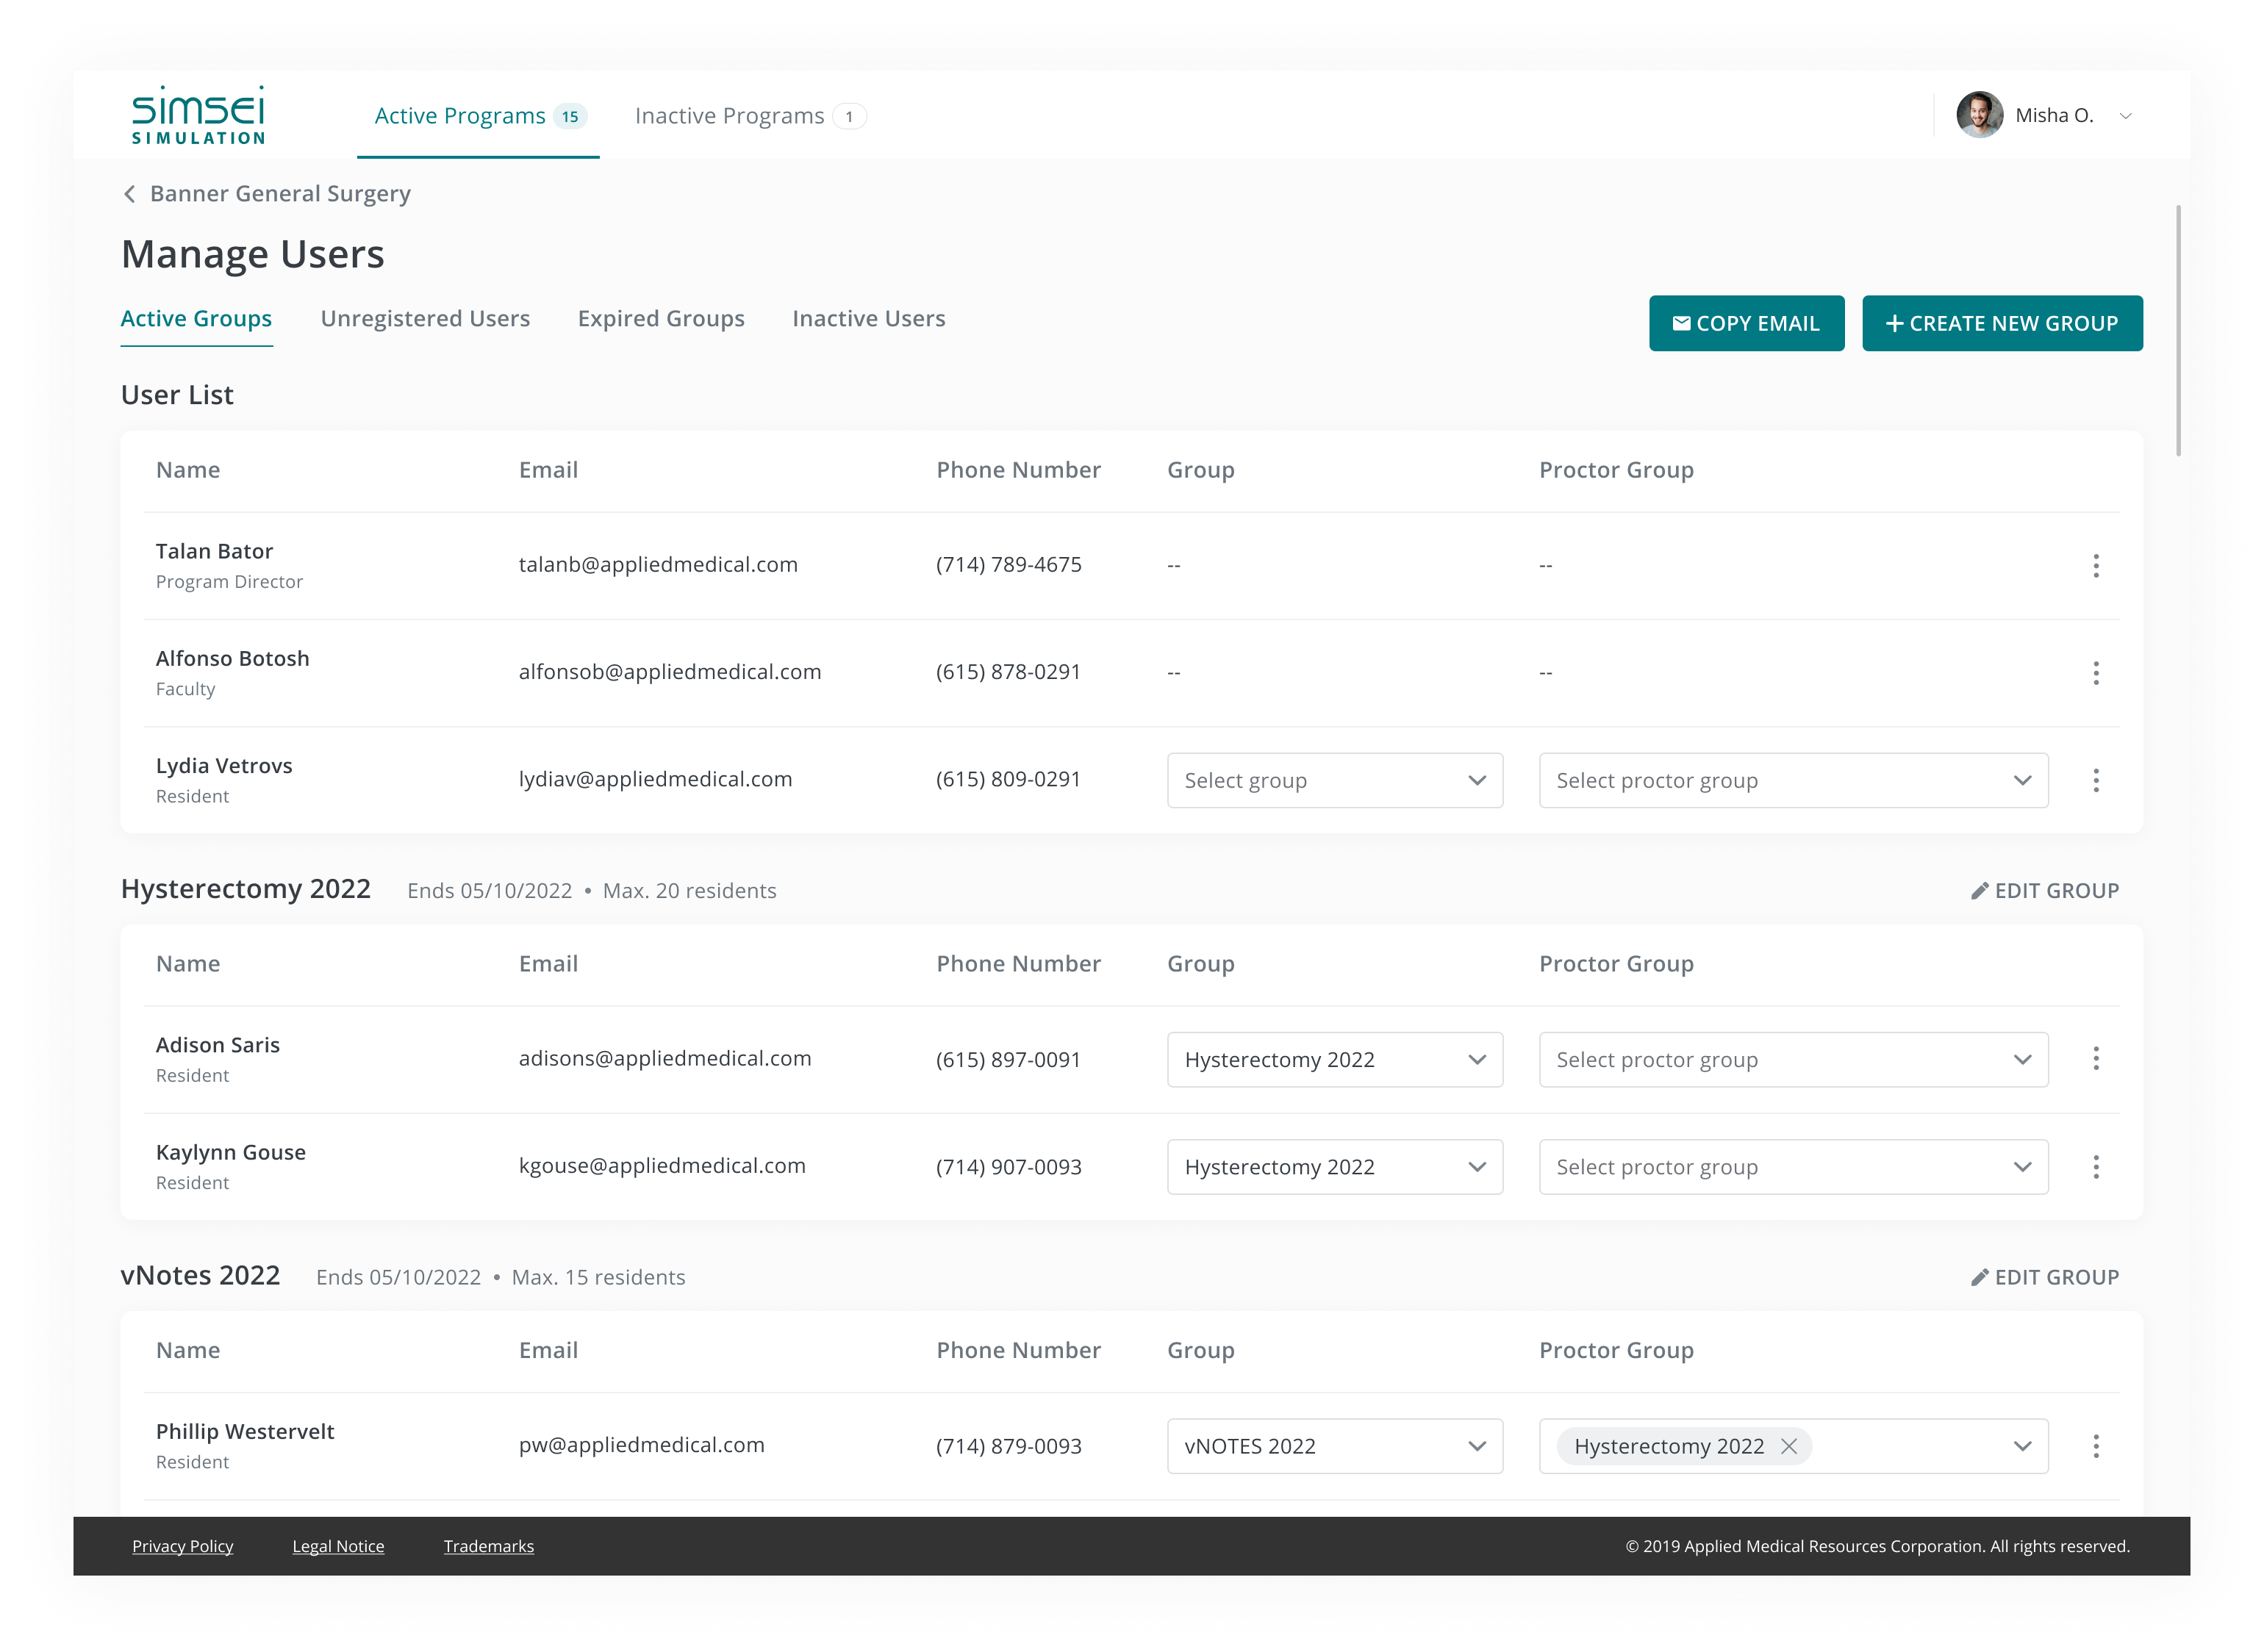 simsei
SIMULATION
Active Programs 15
Inactive Programs 1
Misha O.
Banner General Surgery
Manage Users
Active Groups
Unregistered Users
Expired Groups
Inactive Users
COPY EMAIL
+ CREATE NEW GROUP
User List
Name Email Phone Number Group Proctor Group
Talan Bator
Program Director
talanb@appliedmedical.com (714) 789-4675 -- --
Alfonso Botosh
Faculty
alfonsob@appliedmedical.com (615) 878-0291 -- --
Lydia Vetrovs
Resident
lydiav@appliedmedical.com (615) 809-0291 Select group Select proctor group
Hysterectomy 2022 Ends 05/10/2022 • Max. 20 residents EDIT GROUP
Name Email Phone Number Group Proctor Group
Adison Saris
Resident
adisons@appliedmedical.com (615) 897-0091 Hysterectomy 2022 Select proctor group
Kaylynn Gouse
Resident
kgouse@appliedmedical.com (714) 907-0093 Hysterectomy 2022 Select proctor group
vNotes 2022 Ends 05/10/2022 • Max. 15 residents EDIT GROUP
Name Email Phone Number Group Proctor Group
Phillip Westervelt
Resident
pw@appliedmedical.com (714) 879-0093 vNOTES 2022 Hysterectomy 2022
Privacy Policy Legal Notice Trademarks
© 2019 Applied Medical Resources Corporation. All rights reserved.